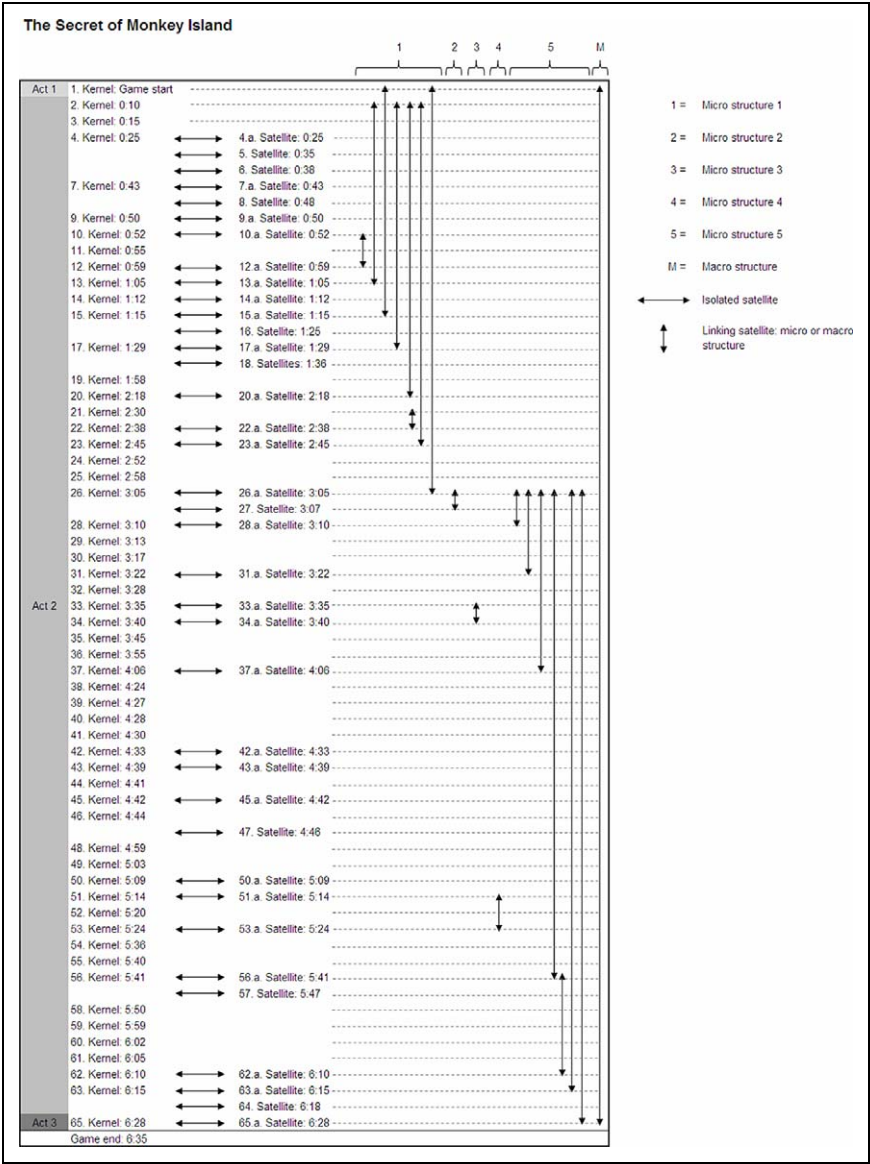 The Secret of Monkey Island
1 2 3 4 5 M
Act 1 1. Kernel: Game start
2. Kernel: 0:10
3. Kernel: 0:15
4. Kernel: 0:25 4.a. Satellite: 0:25
5. Satellite: 0:35
6. Satellite: 0:38
7. Kernel: 0:43 7.a. Satellite: 0:43
8. Satellite: 0:48
9. Kernel: 0:50 9.a. Satellite: 0:50
10. Kernel: 0:52 10.a. Satellite: 0:52
11. Kernel: 0:55
12. Kernel: 0:59 12.a. Satellite: 0:59
13. Kernel: 1:05 13.a. Satellite: 1:05
14. Kernel: 1:12 14.a. Satellite: 1:12
15. Kernel: 1:15 15.a. Satellite: 1:15
16. Satellite: 1:25
17. Kernel: 1:29 17.a. Satellite: 1:29
18. Satellites: 1:36
19. Kernel: 1:58
20. Kernel: 2:18 20.a. Satellite: 2:18
21. Kernel: 2:30
22. Kernel: 2:38 22.a. Satellite: 2:38
23. Kernel: 2:45 23.a. Satellite: 2:45
24. Kernel: 2:52
25. Kernel: 2:58
26. Kernel: 3:05 26.a. Satellite: 3:05
27. Satellite: 3:07
28. Kernel: 3:10 28.a. Satellite: 3:10
29. Kernel: 3:13
30. Kernel: 3:17
31. Kernel: 3:22 31.a. Satellite: 3:22
32. Kernel: 3:28
Act 2 33. Kernel: 3:35 33.a. Satellite: 3:35
34. Kernel: 3:40 34.a. Satellite: 3:40
35. Kernel: 3:45
36. Kernel: 3:55
37. Kernel: 4:06 37.a. Satellite: 4:06
38. Kernel: 4:24
39. Kernel: 4:27
40. Kernel: 4:28
41. Kernel: 4:30
42. Kernel: 4:33 42.a. Satellite: 4:33
43. Kernel: 4:39 43.a. Satellite: 4:39
44. Kernel: 4:41
45. Kernel: 4:42 45.a. Satellite: 4:42
46. Kernel: 4:44
47. Satellite: 4:46
48. Kernel: 4:59
49. Kernel: 5:03
50. Kernel: 5:09 50.a. Satellite: 5:09
51. Kernel: 5:14 51.a. Satellite: 5:14
52. Kernel: 5:20
53. Kernel: 5:24 53.a. Satellite: 5:24
54. Kernel: 5:36
55. Kernel: 5:40
56. Kernel: 5:41 56.a. Satellite: 5:41
57. Satellite: 5:47
58. Kernel: 5:50
59. Kernel: 5:59
60. Kernel: 6:02
61. Kernel: 6:05
62. Kernel: 6:10 62.a. Satellite: 6:10
63. Kernel: 6:15 63.a. Satellite: 6:15
64. Satellite: 6:18
Act 3 65. Kernel: 6:28 65.a. Satellite: 6:28
Game end: 6:35
1 = Micro structure 1
2 = Micro structure 2
3 = Micro structure 3
4 = Micro structure 4
5 = Micro structure 5
M = Macro structure
Isolated satellite
Linking satellite: micro or macro
structure